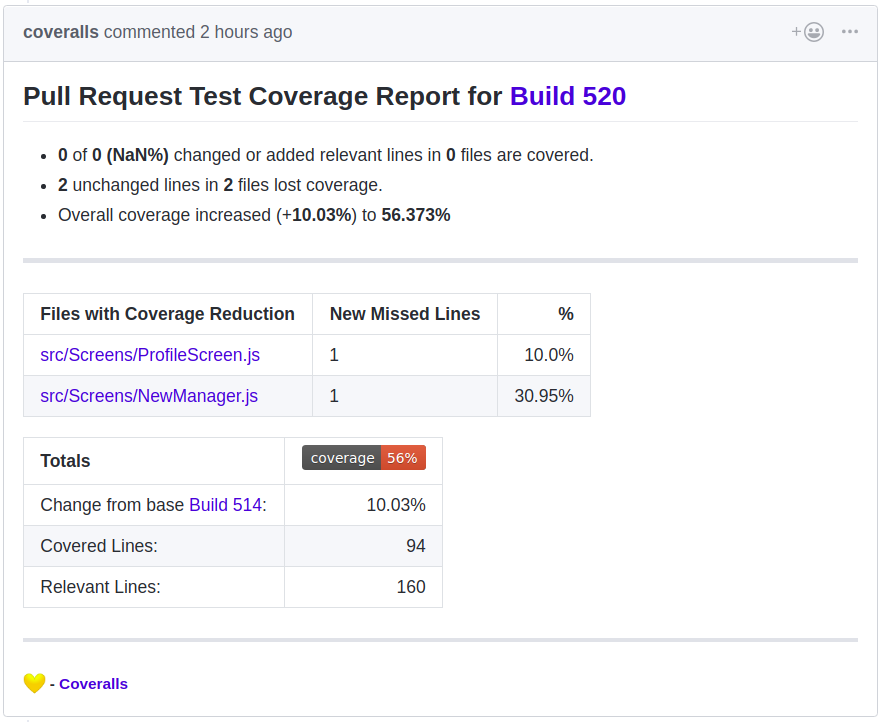 coveralls commented 2 hours ago
Pull Request Test Coverage Report for Build 520
0 of 0 (NaN%) changed or added relevant lines in 0 files are covered.
2 unchanged lines in 2 files lost coverage.
Overall coverage increased (+10.03%) to 56.373%
Files with Coverage Reduction New Missed Lines %
src/Screens/ProfileScreen.js 1 10.0%
src/Screens/NewManager.js 1 30.95%
Totals coverage 56%
Change from base Build 514: 10.03%
Covered Lines: 94
Relevant Lines: 160
- Coveralls